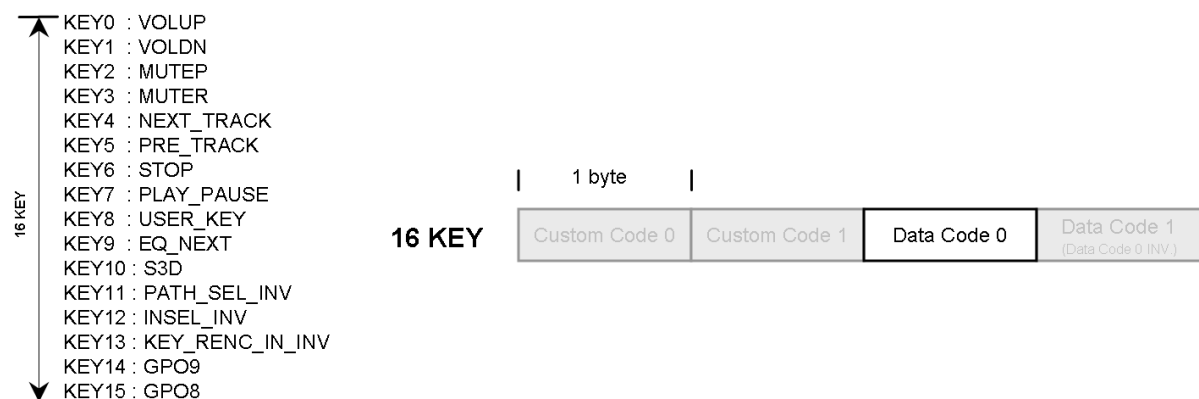 KEY0 : VOLUP
KEY1 : VOLDN
KEY2 : MUTEP
KEY3 : MUTER
KEY4 : NEXT_TRACK
KEY5 : PRE_TRACK
KEY6 : STOP
KEY7 : PLAY_PAUSE
KEY8 : USER_KEY
KEY9 : EQ_NEXT
KEY10 : S3D
KEY11 : PATH_SEL_INV
KEY12 : INSEL_INV
KEY13 : KEY_RENC_IN_INV
KEY14 : GPO9
KEY15 : GPO8
16 KEY
1 byte
16 KEY
Custom Code 0
Custom Code 1
Data Code 0
Data Code 1
(Data Code 0 INV.)